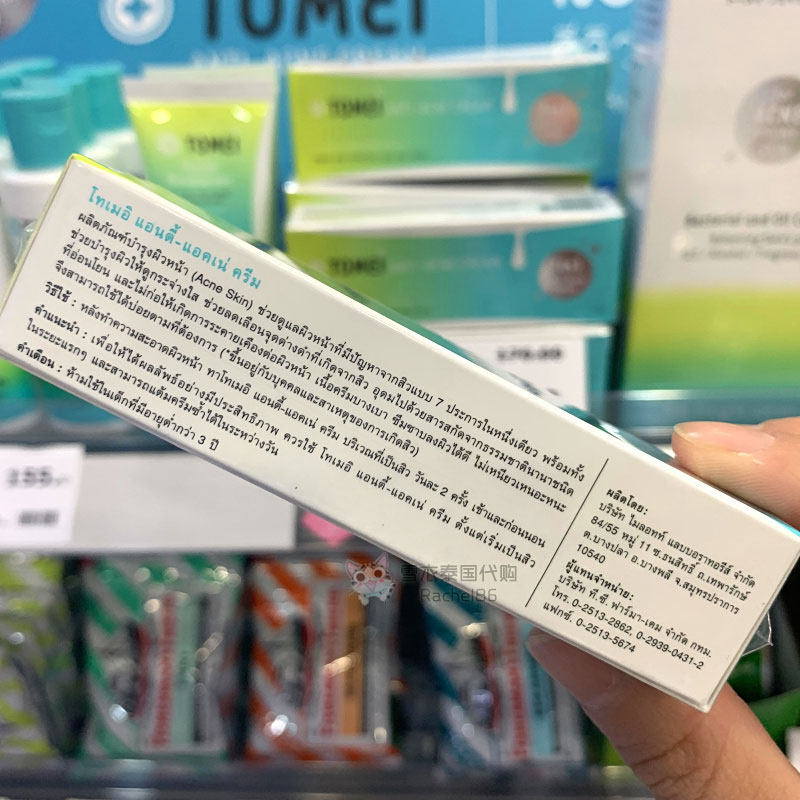 TOMEI
TOMEI
TOMEI
TOMEI
โทเมอิ แอนตี้-แอคเน่ ครีม
ผลิตภัณฑ์บำรุงผิวหน้า (Acne Skin) ช่วยดูแลผิวหน้าที่มีปัญหาจากสิวแบบ 7 ประการในหนึ่งเดียว พร้อมทั้ง
ช่วยบำรุงผิวให้ดูกระจ่างใส ช่วยลดเลือนจุดด่างดำที่เกิดจากสิว อุดมไปด้วยสารสกัดจากธรรมชาตินานาชนิด
ที่อ่อนโยน และไม่ก่อให้เกิดการระคายเคืองต่อผิวหน้า เนื้อครีมบางเบา ซึมซาบลงผิวได้ดี ไม่เหนียวเหนอะหนะ
จึงสามารถใช้ได้บ่อยตามที่ต้องการ (*ขึ้นอยู่กับบุคคลและสาเหตุของการเกิดสิว)
วิธีใช้ : หลังทำความสะอาดผิวหน้า ทาโทเมอิ แอนตี้-แอคเน่ ครีม บริเวณที่เป็นสิว วันละ 2 ครั้ง เช้าและก่อนนอน
คำแนะนำ : เพื่อให้ได้ผลลัพธ์อย่างมีประสิทธิภาพ ควรใช้ โทเมอิ แอนตี้-แอคเน่ ครีม ตั้งแต่เริ่มเป็นสิว
ในระยะแรกๆ และสามารถแต้มครีมซ้ำได้ในระหว่างวัน
คำเตือน : ห้ามใช้ในเด็กที่มีอายุต่ำกว่า 3 ปี
ผลิตโดย:
บริษัท ไมลอทท์ แลบบอราทอรีส์ จำกัด
84/55 หมู่ 11 ซ.ธนสิทธิ์ ถ.เทพารักษ์
ต.บางปลา อ.บางพลี จ.สมุทรปราการ
10540
ผู้แทนจำหน่าย:
บริษัท ที.ซี. ฟาร์มา-เคม จำกัด กทม.
โทร. 0-2513-2862, 0-2939-0431-2
แฟกซ์. 0-2513-5674
155
泰国代购
Rachel86